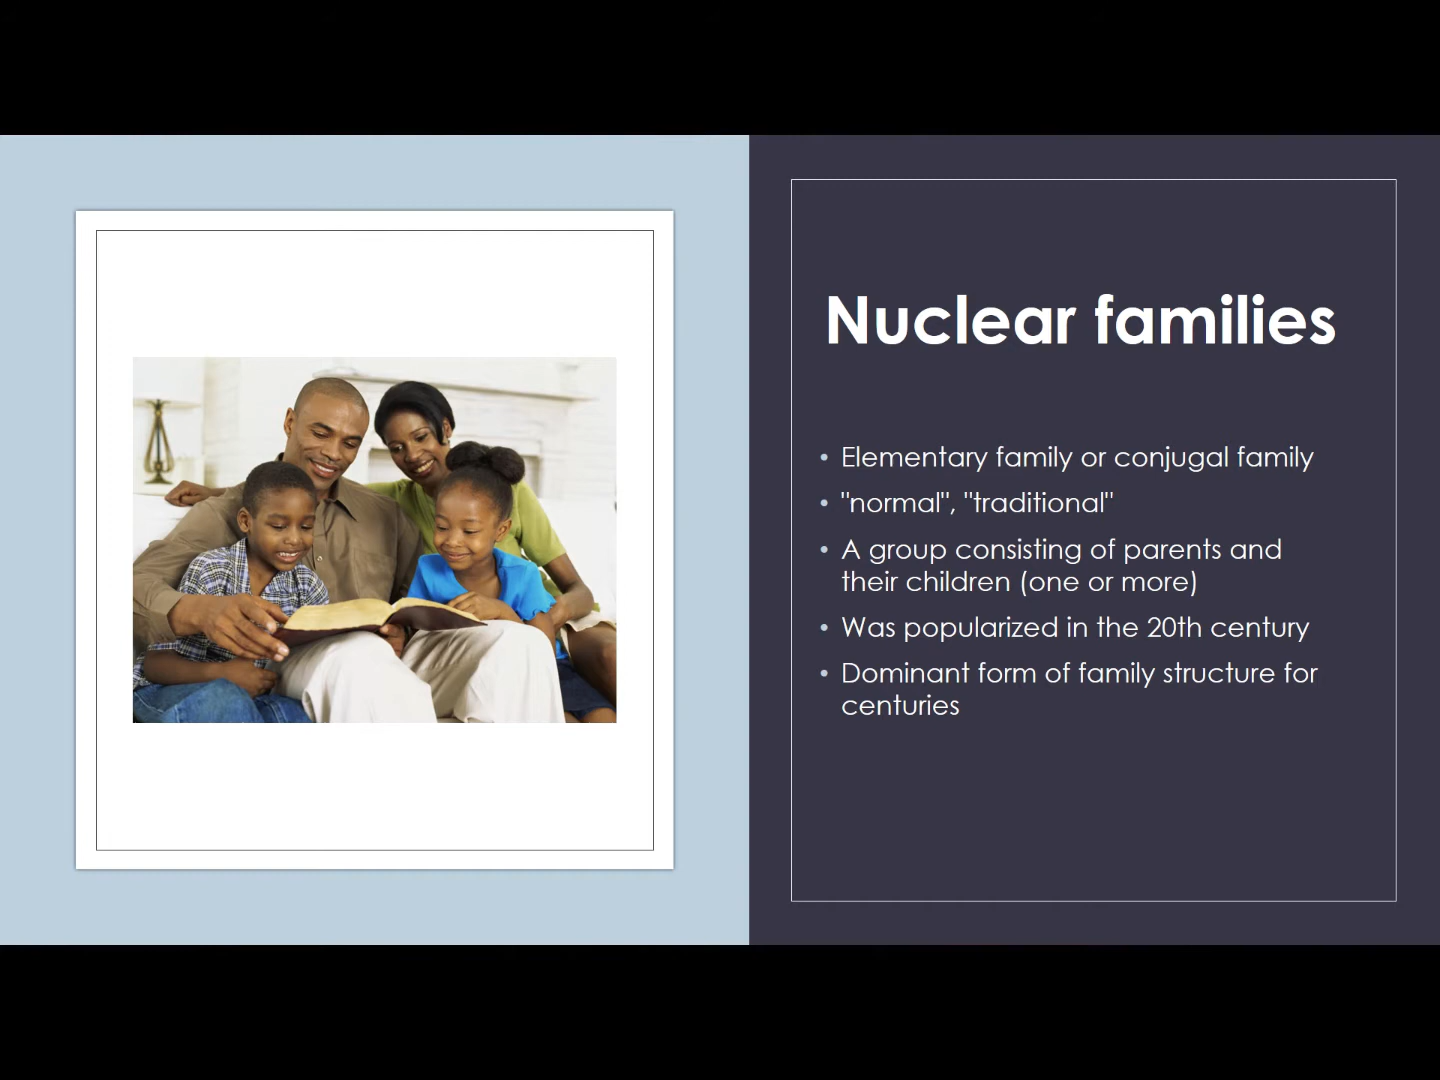 Nuclear families
• Elementary family or conjugal family
• "normal", "traditional"
• A group consisting of parents and
their children (one or more)
• Was popularized in the 20th century
• Dominant form of family structure for
centuries